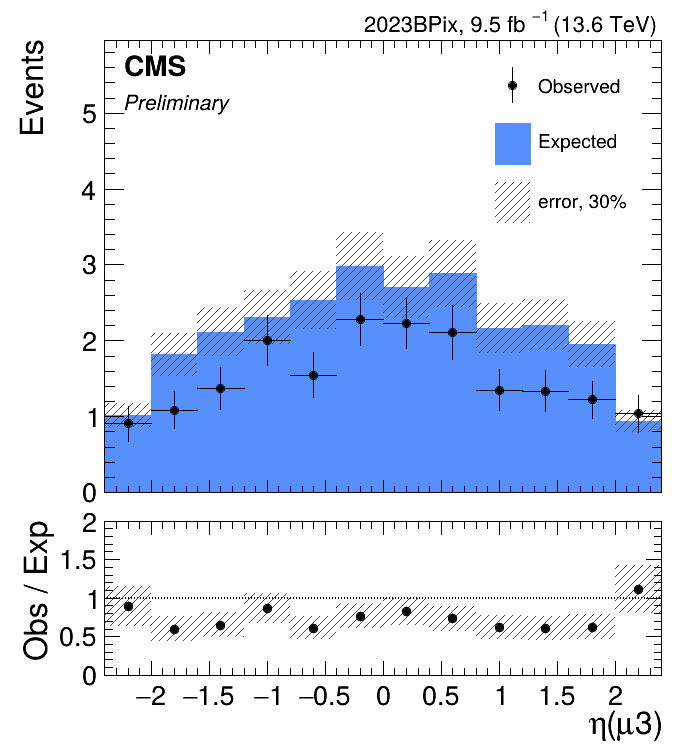 2023BPix, 9.5 fb⁻¹ (13.6 TeV)
CMS
Preliminary
Observed
Expected
error, 30%
Events
5
4
3
2
1
0
Obs / Exp
2
1.5
1
0.5
0
−2 −1.5 −1 −0.5 0 0.5 1 1.5 2
η(μ3)